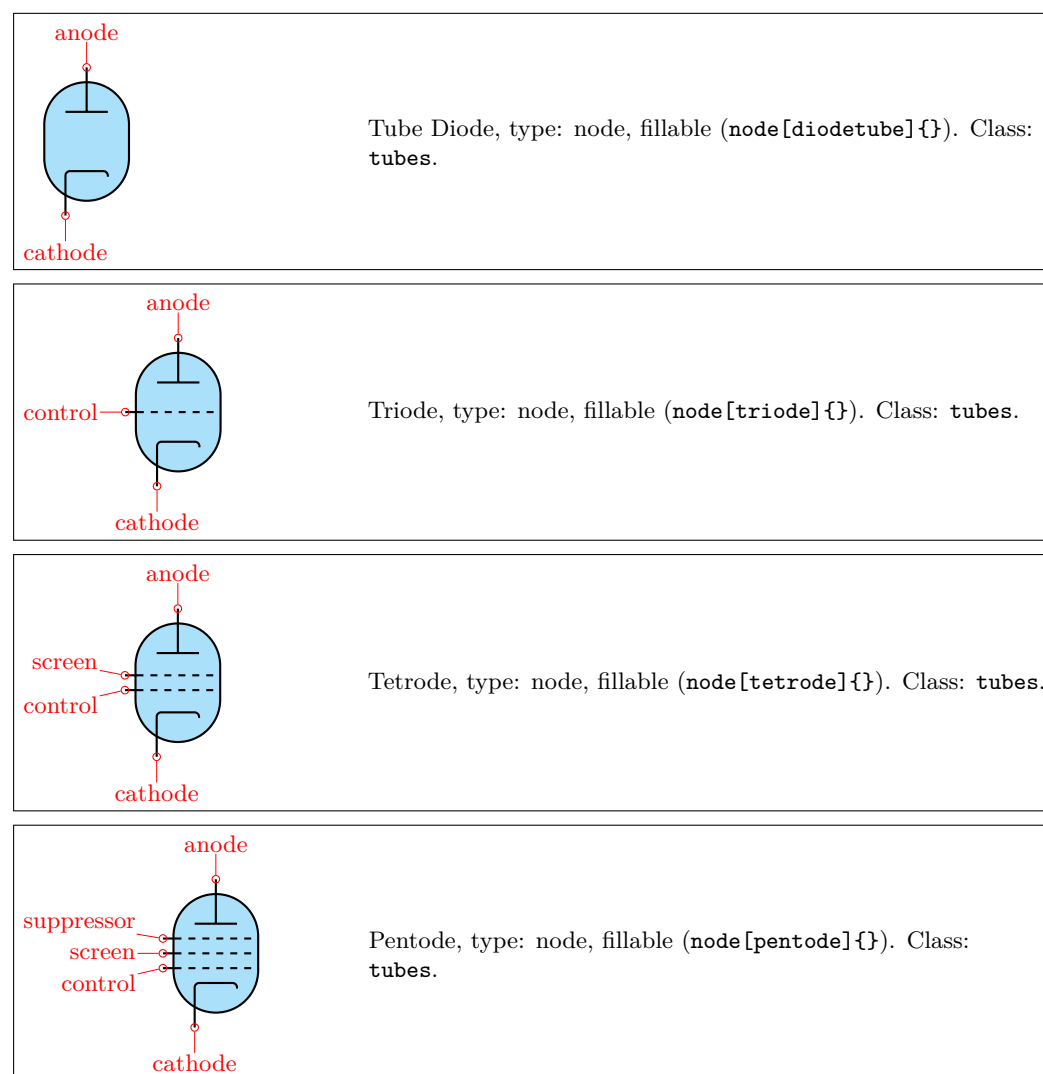 anode
Tube Diode, type: node, fillable (node[diodetube]{}). Class:
tubes.
cathode
anode
control
Triode, type: node, fillable (node[triode]{}). Class: tubes.
cathode
anode
screen
control
Tetrode, type: node, fillable (node[tetrode]{}). Class: tubes.
cathode
anode
suppressor
screen
control
Pentode, type: node, fillable (node[pentode]{}). Class:
tubes.
cathode